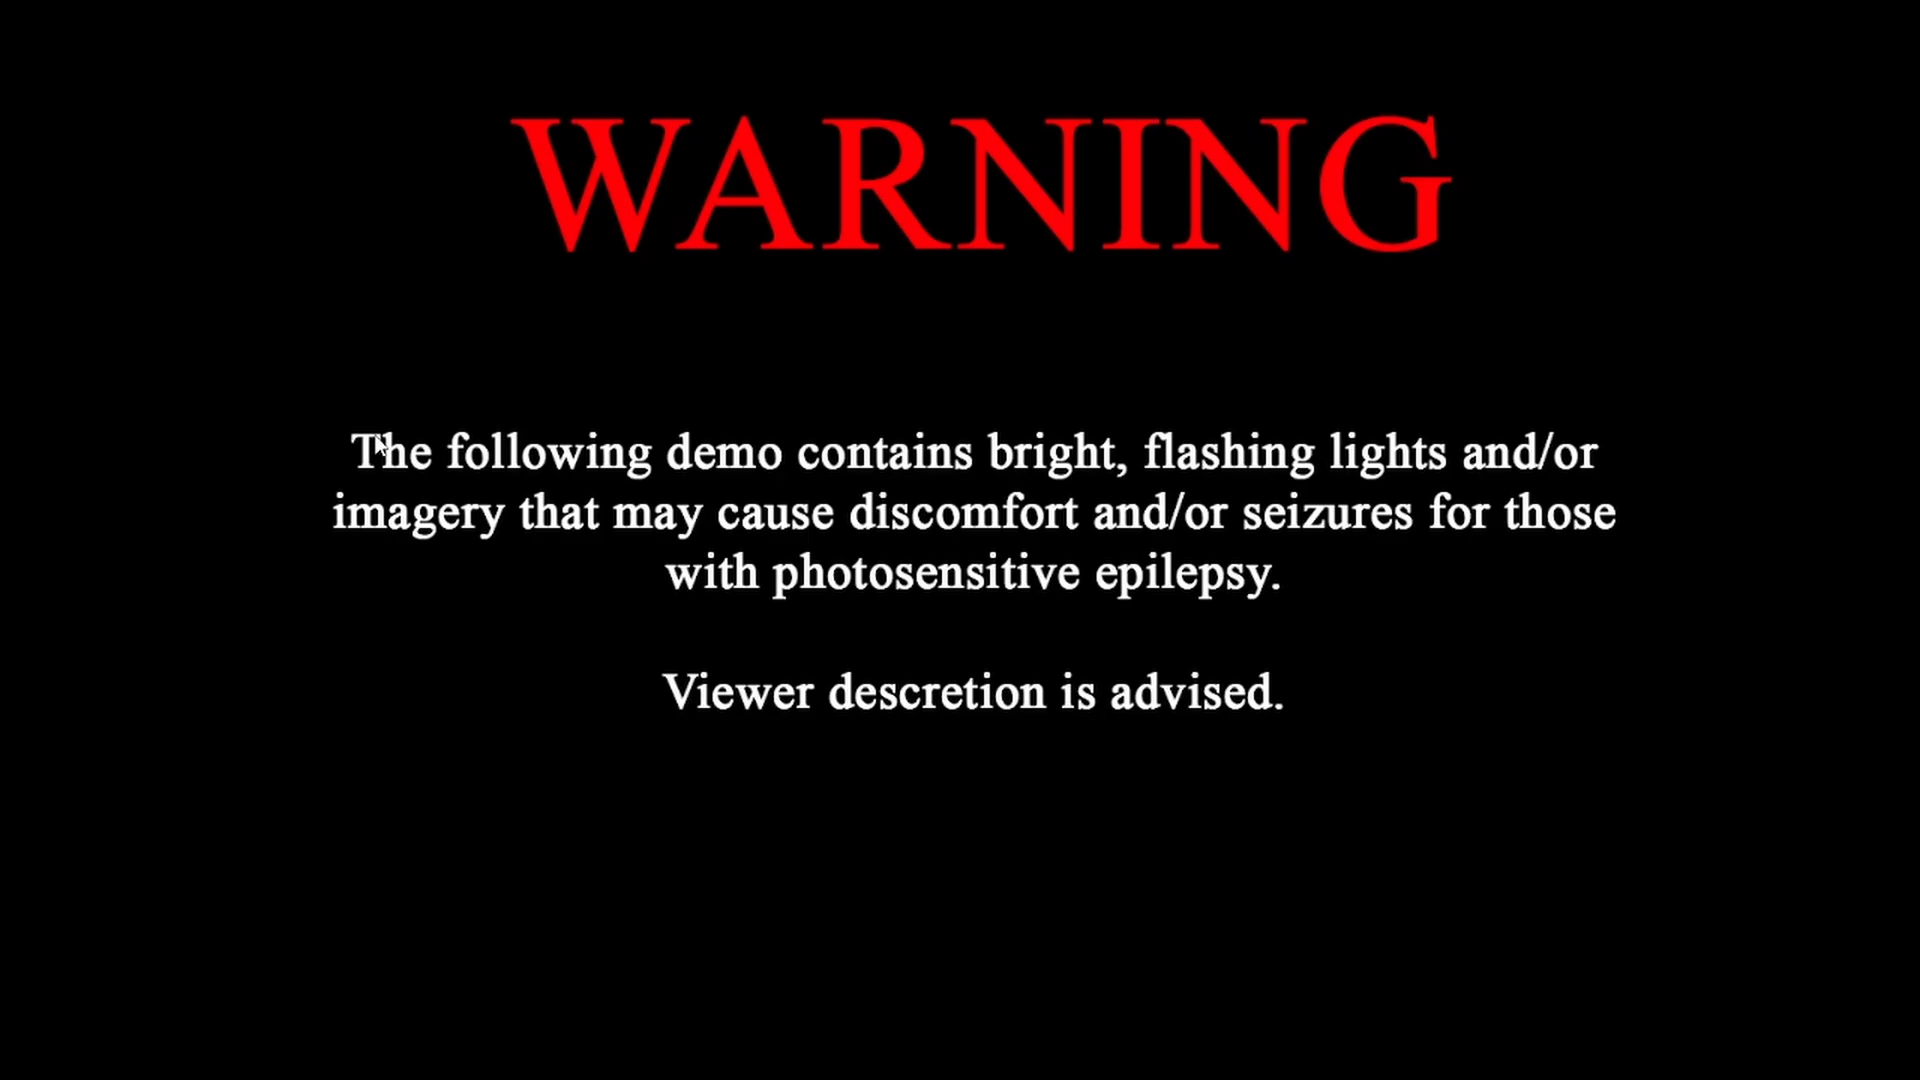 WARNING
The following demo contains bright, flashing lights and/or
imagery that may cause discomfort and/or seizures for those
with photosensitive epilepsy.
Viewer descretion is advised.